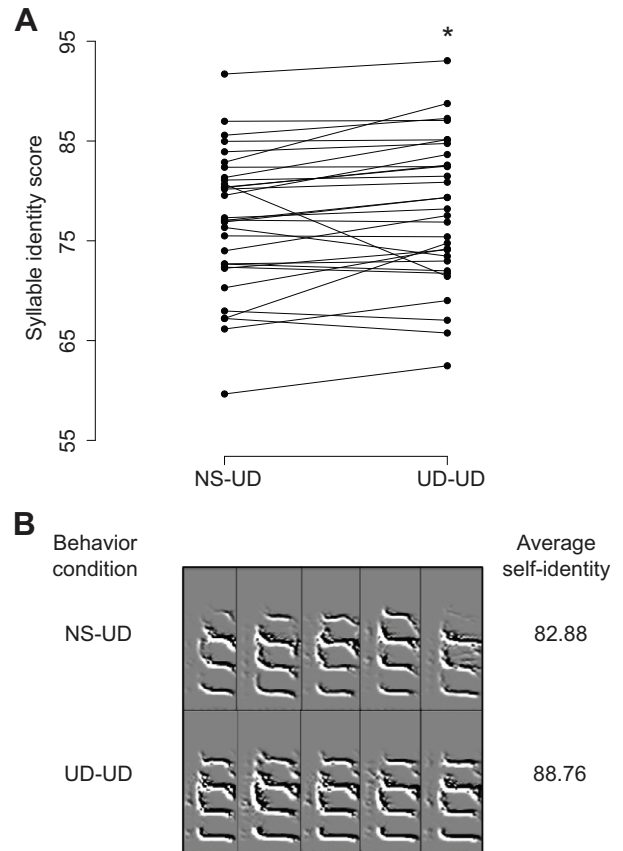 A
*
95
85
75
65
55
Syllable identity score
NS-UD UD-UD
B
Behavior condition
Average self-identity
NS-UD 82.88
UD-UD 88.76